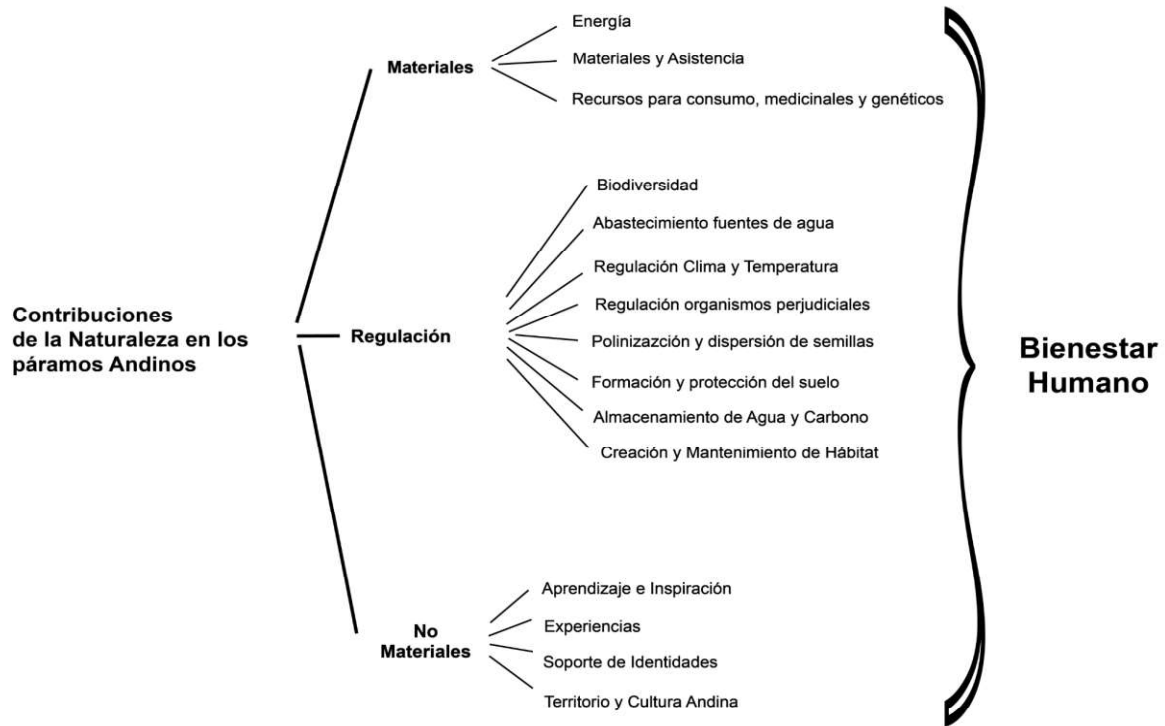 Contribuciones
de la Naturaleza en los
páramos Andinos
Materiales
Energía
Materiales y Asistencia
Recursos para consumo, medicinales y genéticos
Regulación
Biodiversidad
Abastecimiento fuentes de agua
Regulación Clima y Temperatura
Regulación organismos perjudiciales
Polinizazción y dispersión de semillas
Formación y protección del suelo
Almacenamiento de Agua y Carbono
Creación y Mantenimiento de Hábitat
No
Materiales
Aprendizaje e Inspiración
Experiencias
Soporte de Identidades
Territorio y Cultura Andina
Bienestar
Humano